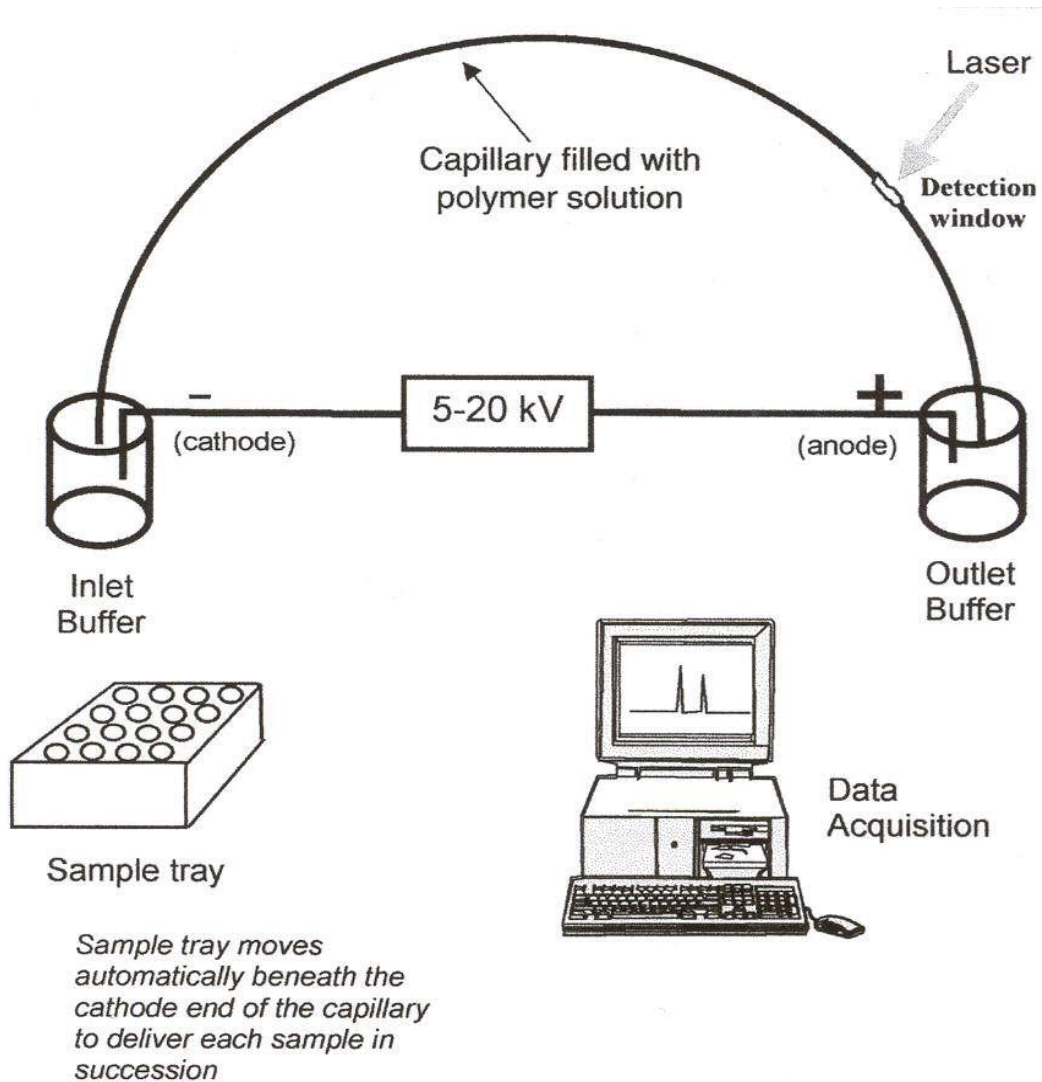 Laser
Capillary filled with
polymer solution
Detection
window
−
5-20 kV
+
(cathode)
(anode)
Inlet
Buffer
Outlet
Buffer
Data
Acquisition
Sample tray
Sample tray moves
automatically beneath the
cathode end of the capillary
to deliver each sample in
succession